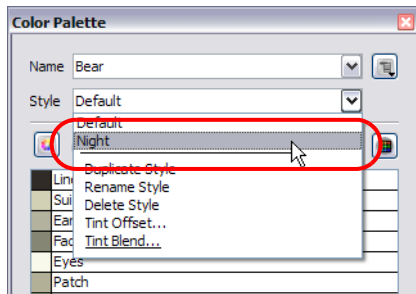 Color Palette
Name Bear
Style Default
Default
Night
Duplicate Style
Rename Style
Delete Style
Tint Offset...
Tint Blend...
Eyes
Patch